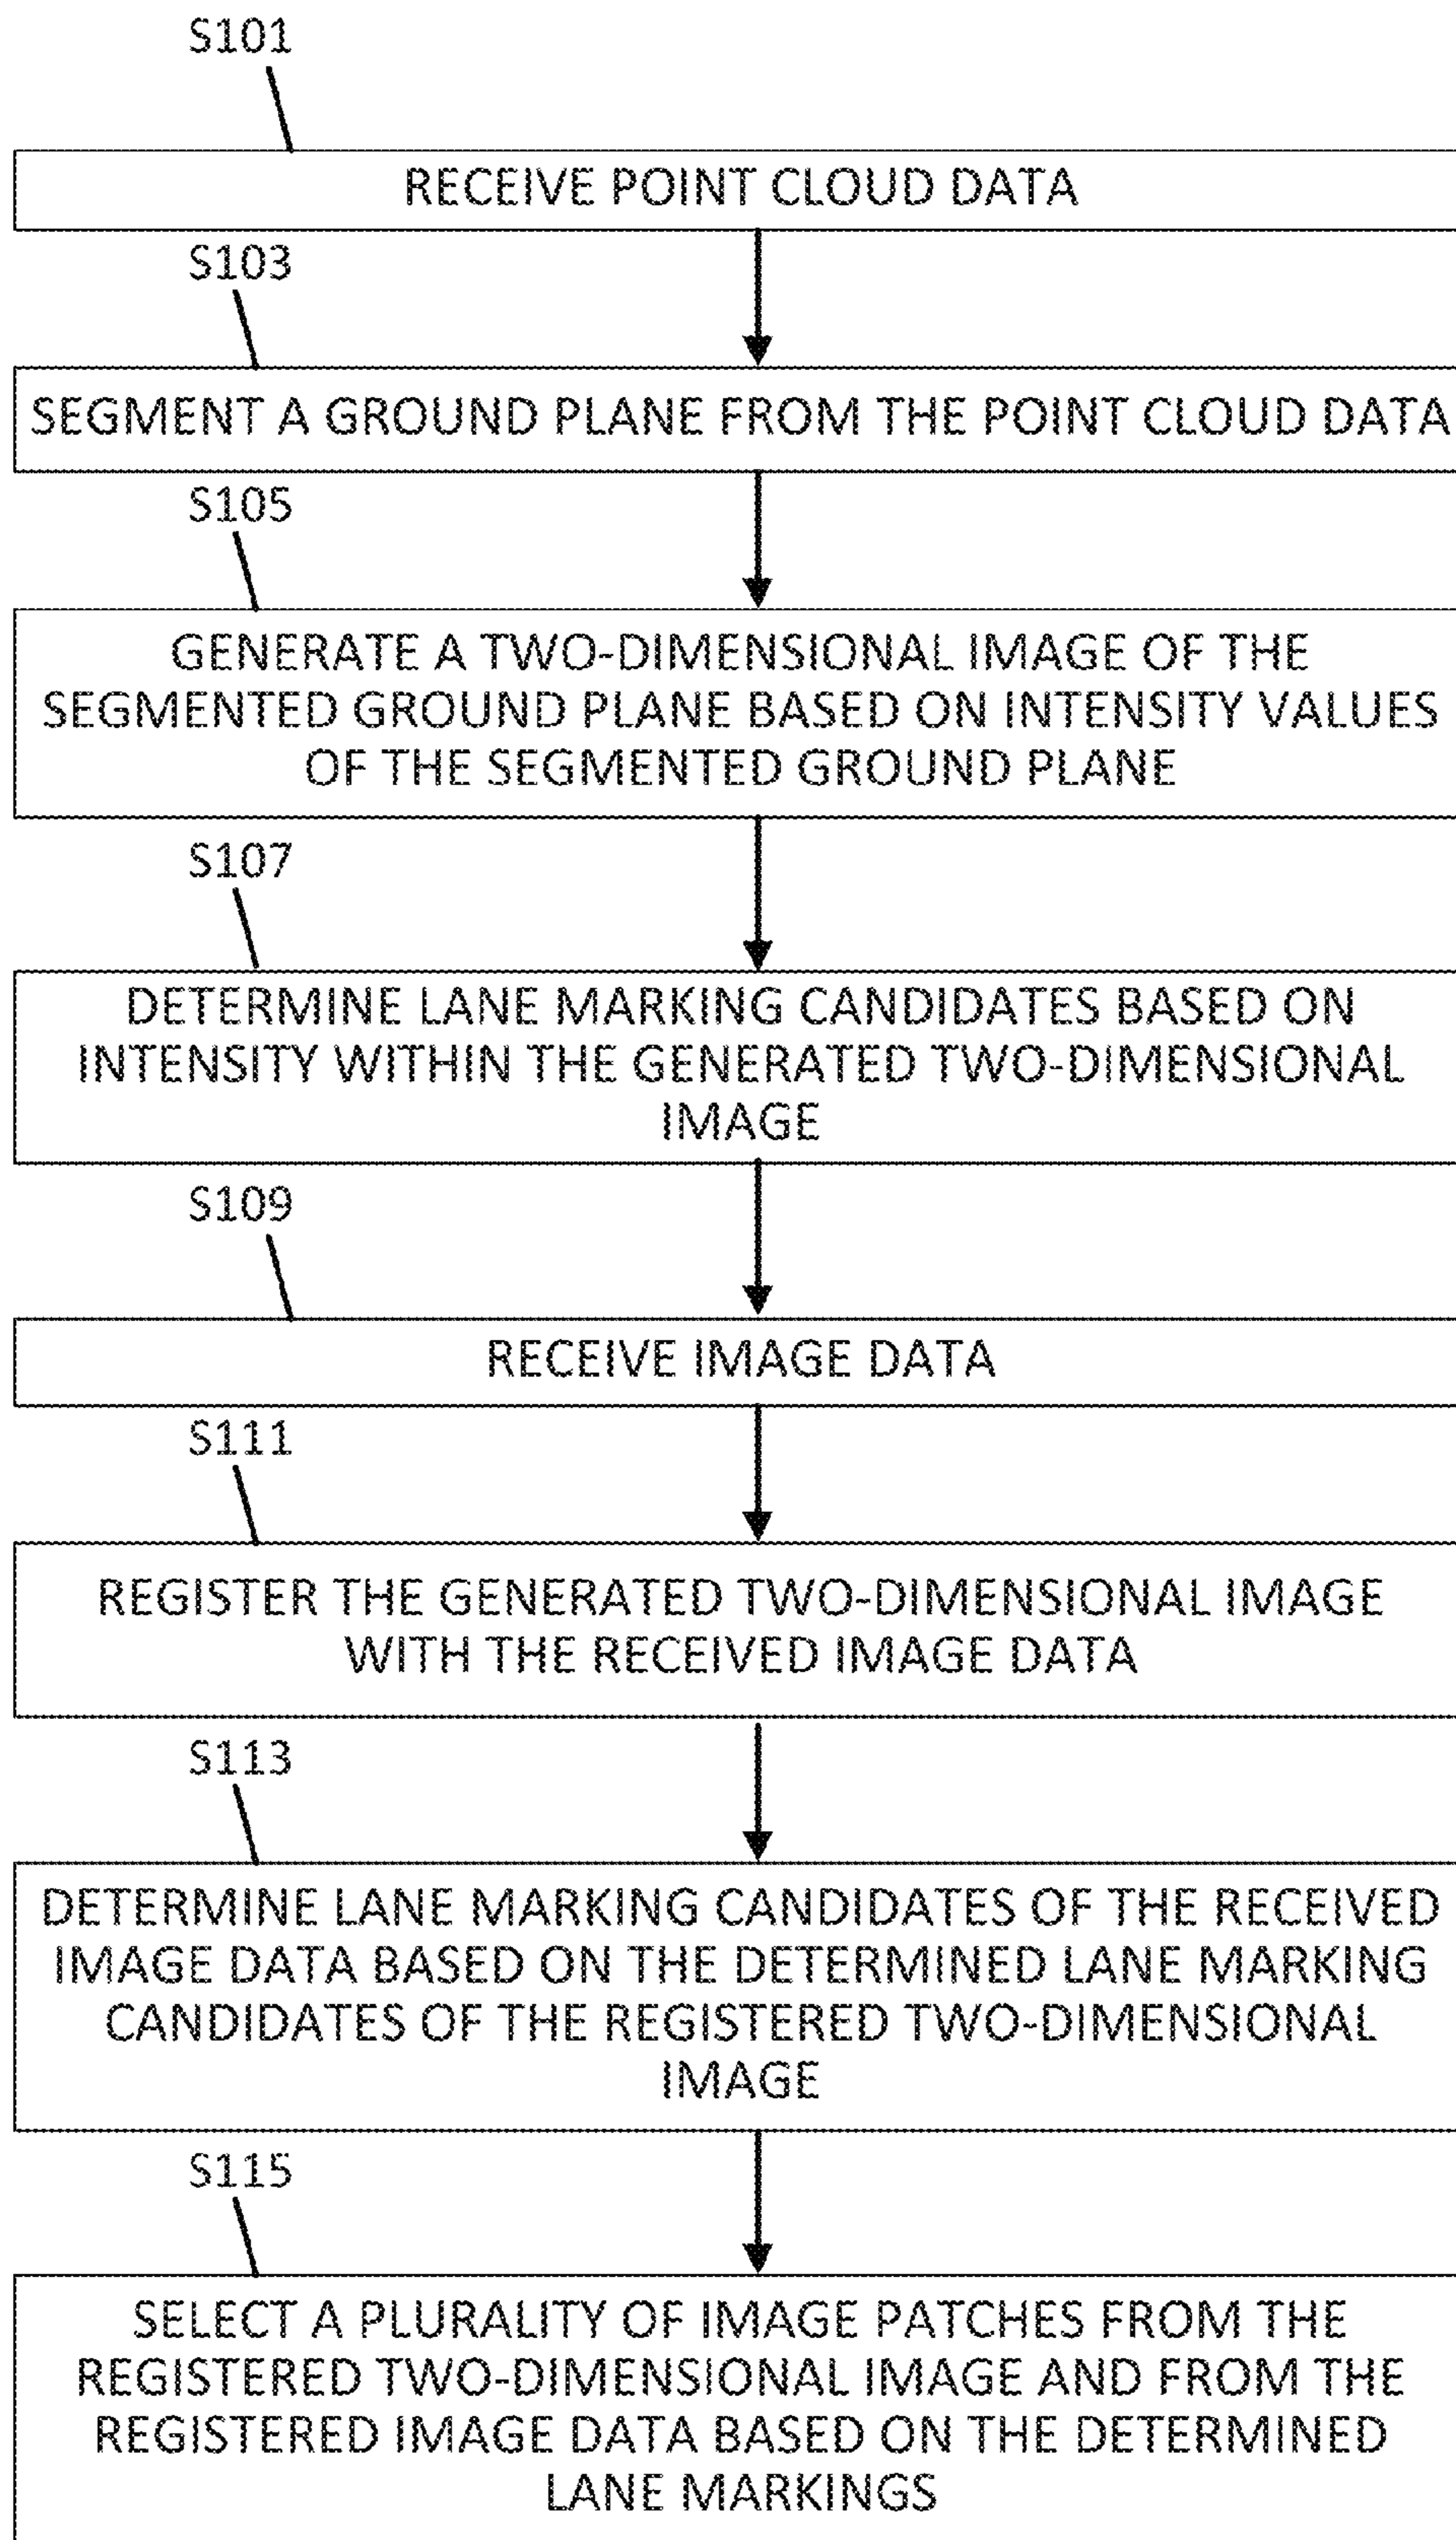 S101
RECEIVE POINT CLOUD DATA
S103
SEGMENT A GROUND PLANE FROM THE POINT CLOUD DATA
S105
GENERATE A TWO-DIMENSIONAL IMAGE OF THE
SEGMENTED GROUND PLANE BASED ON INTENSITY VALUES
OF THE SEGMENTED GROUND PLANE
S107
DETERMINE LANE MARKING CANDIDATES BASED ON
INTENSITY WITHIN THE GENERATED TWO-DIMENSIONAL
IMAGE
S109
RECEIVE IMAGE DATA
S111
REGISTER THE GENERATED TWO-DIMENSIONAL IMAGE
WITH THE RECEIVED IMAGE DATA
S113
DETERMINE LANE MARKING CANDIDATES OF THE RECEIVED
IMAGE DATA BASED ON THE DETERMINED LANE MARKING
CANDIDATES OF THE REGISTERED TWO-DIMENSIONAL
IMAGE
S115
SELECT A PLURALITY OF IMAGE PATCHES FROM THE
REGISTERED TWO-DIMENSIONAL IMAGE AND FROM THE
REGISTERED IMAGE DATA BASED ON THE DETERMINED
LANE MARKINGS